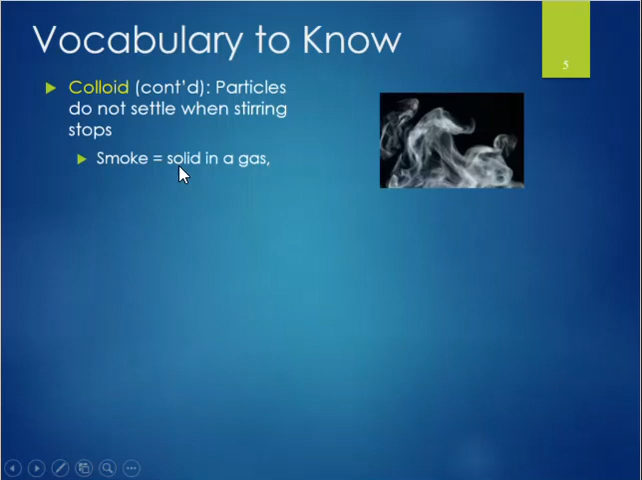 Vocabulary to Know
5
Colloid (cont'd): Particles
do not settle when stirring
stops
Smoke = solid in a gas,